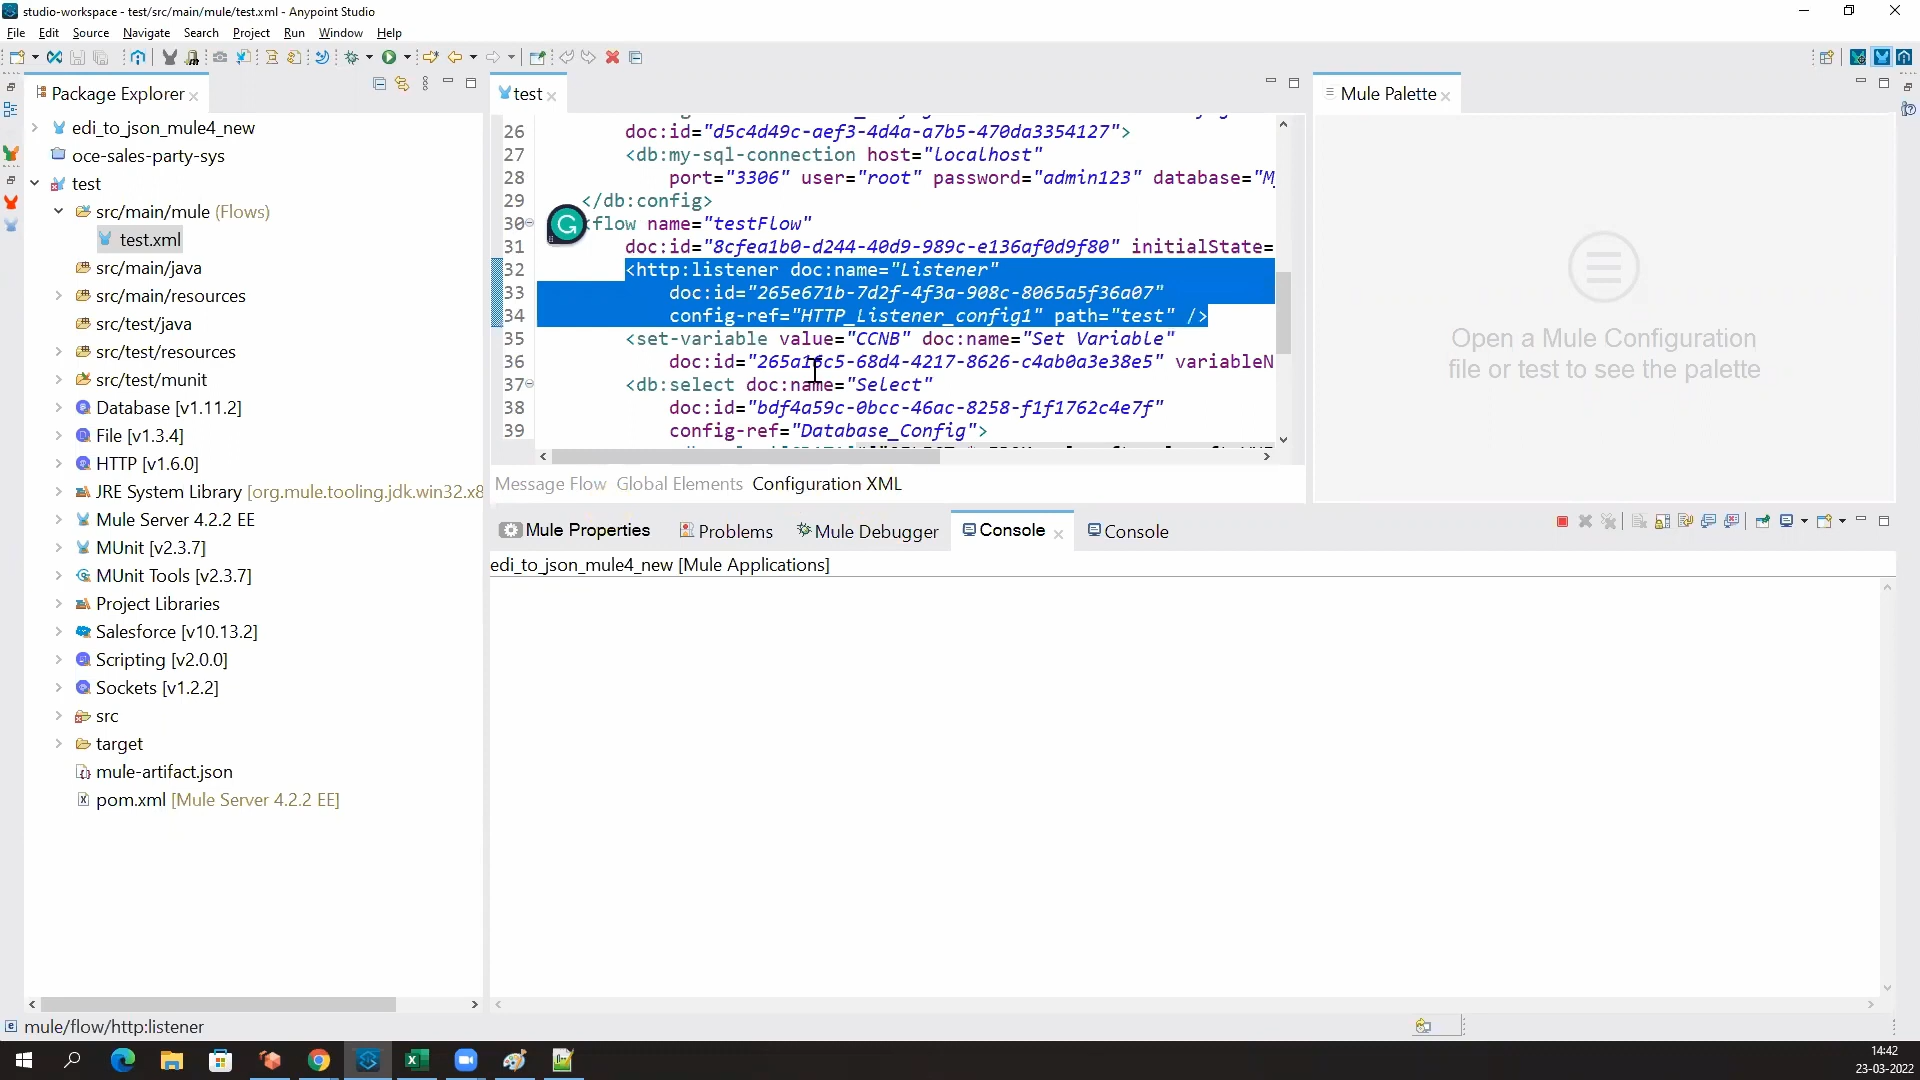 studio-workspace - test/src/main/mule/test.xml - Anypoint Studio
File Edit Source Navigate Search Project Run Window Help
Package Explorer
edi_to_json_mule4_new
oce-sales-party-sys
test
src/main/mule (Flows)
test.xml
src/main/java
src/main/resources
src/test/java
src/test/resources
src/test/munit
Database [v1.11.2]
File [v1.3.4]
HTTP [v1.6.0]
JRE System Library [org.mule.tooling.jdk.win32.x8
Mule Server 4.2.2 EE
MUnit [v2.3.7]
MUnit Tools [v2.3.7]
Project Libraries
Salesforce [v10.13.2]
Scripting [v2.0.0]
Sockets [v1.2.2]
src
target
mule-artifact.json
pom.xml [Mule Server 4.2.2 EE]
test
26 doc:id="d5c4d49c-aef3-4d4a-a7b5-470da3354127">
27 <db:my-sql-connection host="localhost"
28 port="3306" user="root" password="admin123" database="M
29 </db:config>
30 <flow name="testFlow"
31 doc:id="8cfea1b0-d244-40d9-989c-e136af0d9f80" initialState=
32 <http:listener doc:name="Listener"
33 doc:id="265e671b-7d2f-4f3a-908c-8065a5f36a07"
34 config-ref="HTTP_Listener_config1" path="test" />
35 <set-variable value="CCNB" doc:name="Set Variable"
36 doc:id="265a16c5-68d4-4217-8626-c4ab0a3e38e5" variableN
37 <db:select doc:name="Select"
38 doc:id="bdf4a59c-0bcc-46ac-8258-f1f1762c4e7f"
39 config-ref="Database_Config">
Message Flow Global Elements Configuration XML
Mule Palette
Open a Mule Configuration
file or test to see the palette
Mule Properties Problems Mule Debugger Console Console
edi_to_json_mule4_new [Mule Applications]
mule/flow/http:listener
14:42
23-03-2022